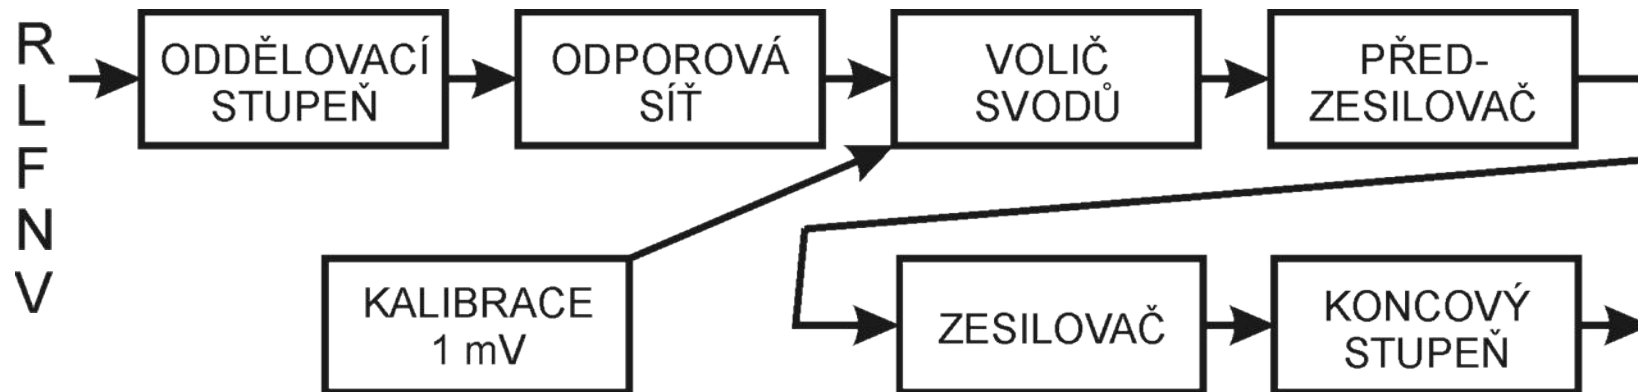 R
L
F
N
V
ODDĚLOVACÍ
STUPEŇ
ODPOROVÁ
SÍŤ
VOLIČ
SVODŮ
PŘED-
ZESILOVAČ
KALIBRACE
1 mV
ZESILOVAČ
KONCOVÝ
STUPEŇ